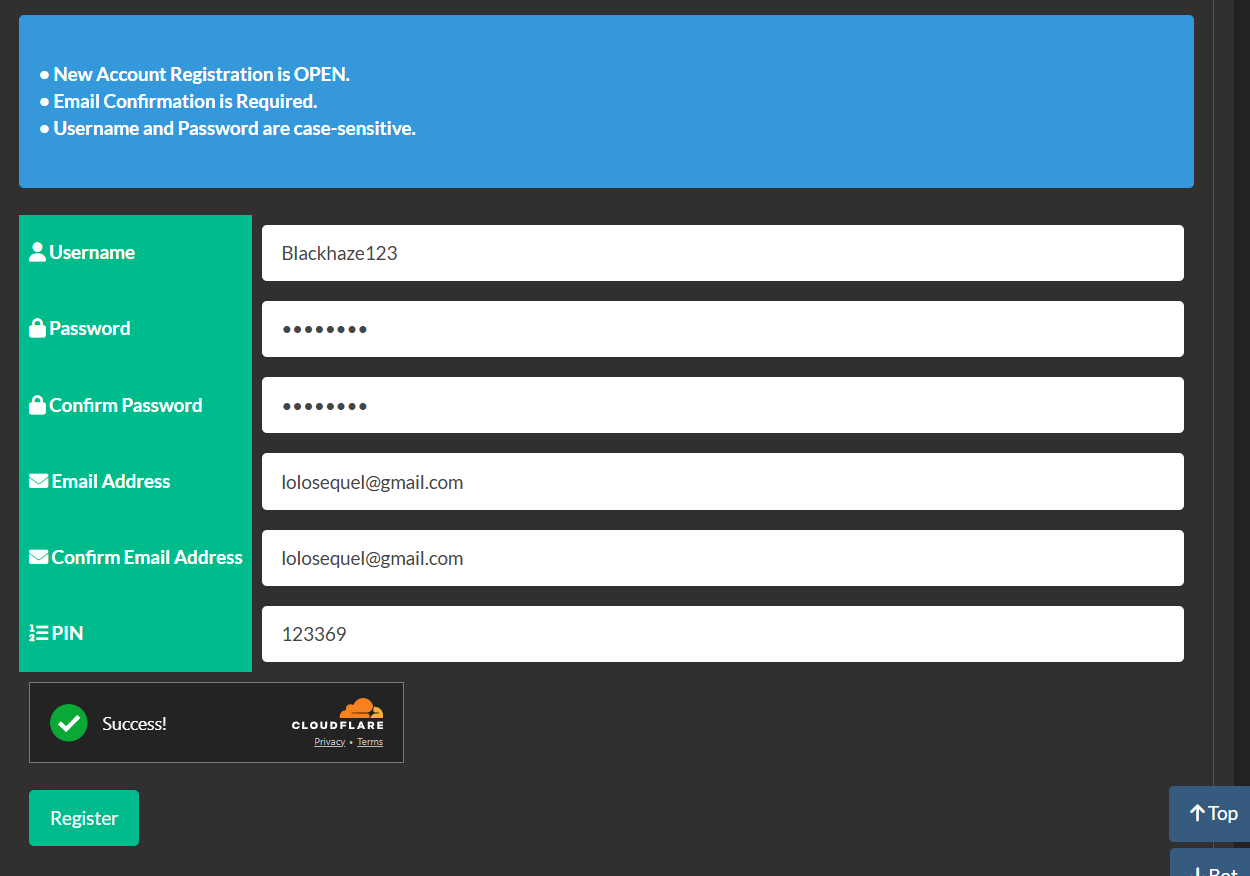 ● New Account Registration is OPEN.
● Email Confirmation is Required.
● Username and Password are case-sensitive.
Username
Blackhaze123
Password
●●●●●●●●
Confirm Password
●●●●●●●●
Email Address
lolosequel@gmail.com
Confirm Email Address
lolosequel@gmail.com
PIN
123369
Success!
CLOUDFLARE
Privacy • Terms
Register
Top
Bot